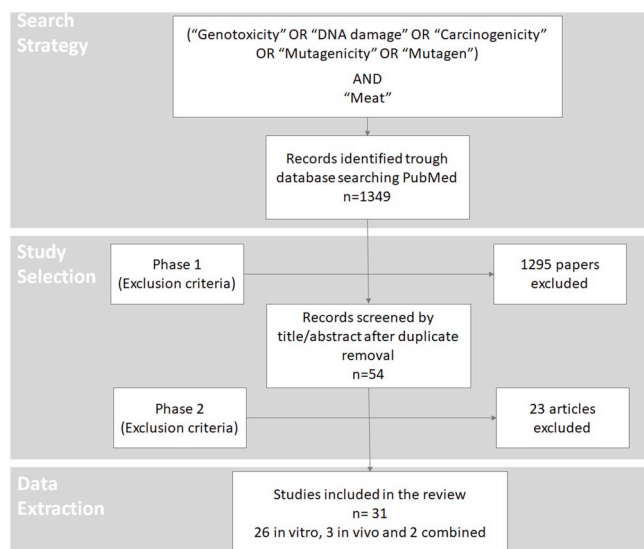 Search
Strategy
(“Genotoxicity” OR “DNA damage” OR “Carcinogenicity”
OR “Mutagenicity” OR “Mutagen”)
AND
“Meat”
Records identified trough
database searching PubMed
n=1349
Study
Selection
Phase 1
(Exclusion criteria)
1295 papers
excluded
Records screened by
title/abstract after duplicate
removal
n=54
Phase 2
(Exclusion criteria)
23 articles
excluded
Data
Extraction
Studies included in the review
n= 31
26 in vitro, 3 in vivo and 2 combined